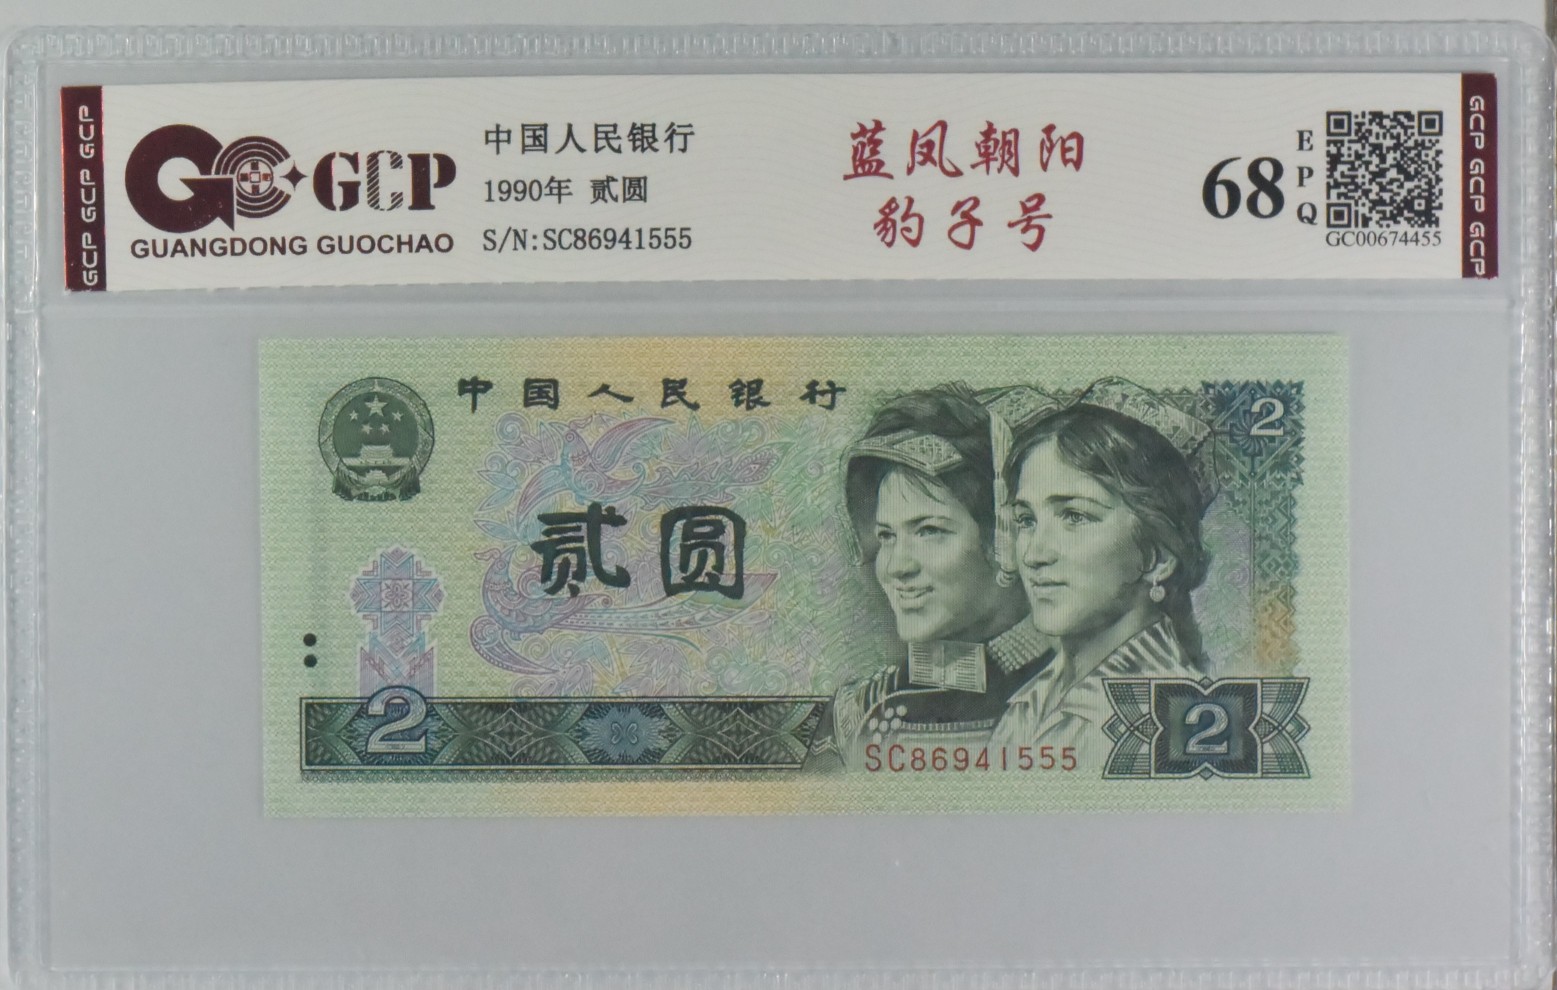 GCP GCP GCP
GCP
GUANGDONG GUOCHAO
中国人民银行
1990年 贰圆
S/N:SC86941555
蓝凤朝阳
豹子号
68
EPQ
GC00674455
GCP GCP GCP
中国人民银行
2
贰圆
2
2
SC86941555